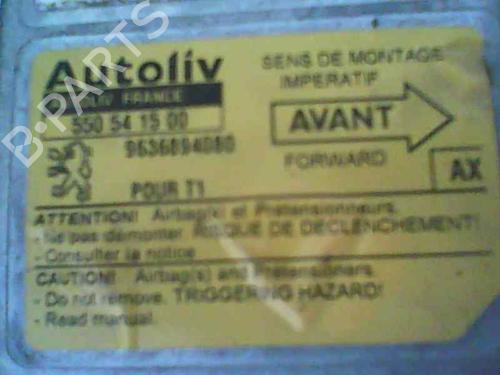 Autoliv
SENS DE MONTAGE
IMPERATIF
FRANCE
550 54 15 00
AVANT
9636894080
FORWARD
AX
POUR T1
ATTENTION! Airbag(s) et Pretensionneurs.
- Ne pas démonter RISQUE DE DECLENCHEMENT!
- Consulter la notice
CAUTION! Airbag(s) and Pretensioners.
- Do not remove. TRIGGERING HAZARD!
- Read manual.
B-PARTS